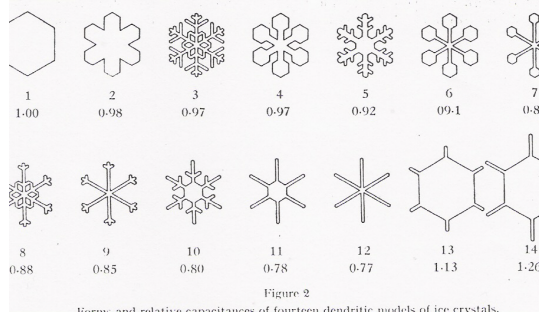 1 2 3 4 5 6 7
1·00 0·98 0·97 0·97 0·92 09·1 0·8
8 9 10 11 12 13 14
0·88 0·85 0·80 0·78 0·77 1·13 1·20
Figure 2
Forms and relative capacitances of fourteen dendritic models of ice crystals.